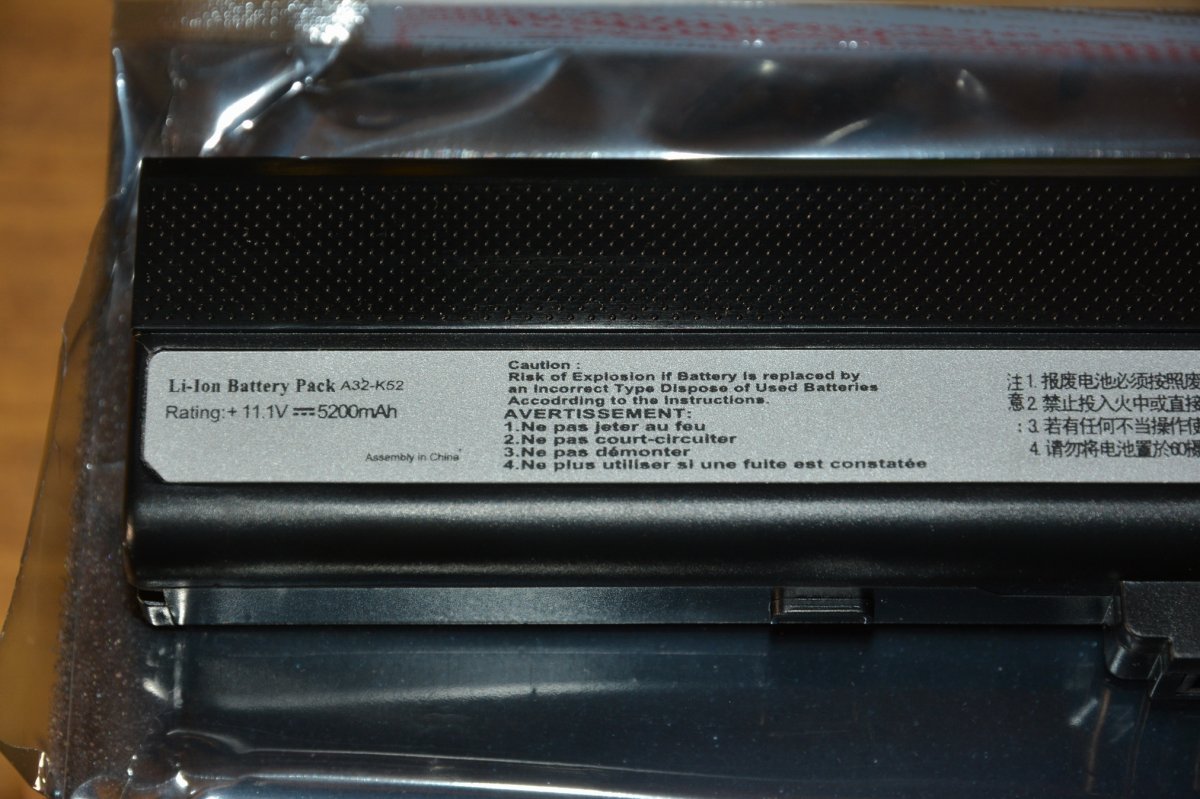 Li-Ion Battery Pack A32-K52
Rating:+ 11.1V 5200mAh
Assembly in China
Caution :
Risk of Explosion if Battery is replaced by
an Incorrect Type Dispose of Used Batteries
Accodrding to the Instructions.
AVERTISSEMENT:
1.Ne pas jeter au feu
2.Ne pas court-circuiter
3.Ne pas démonter
4.Ne plus utiliser si une fuite est constatée
注 1. 报废电池必须按照废
意 2. 禁止投入火中或直接
: 3. 若有任何不当操作使
4. 请勿将电池置於60